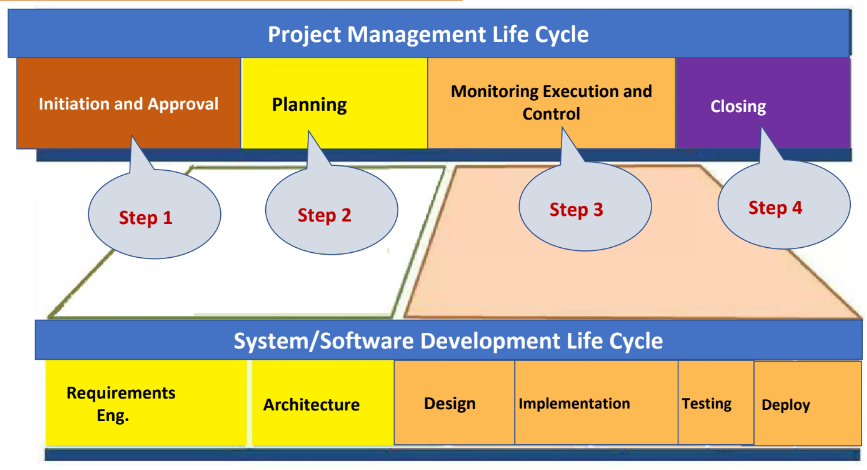 Project Management Life Cycle
Initiation and Approval
Planning
Monitoring Execution and
Control
Closing
Step 1
Step 2
Step 3
Step 4
System/Software Development Life Cycle
Requirements
Eng.
Architecture
Design
Implementation
Testing
Deploy